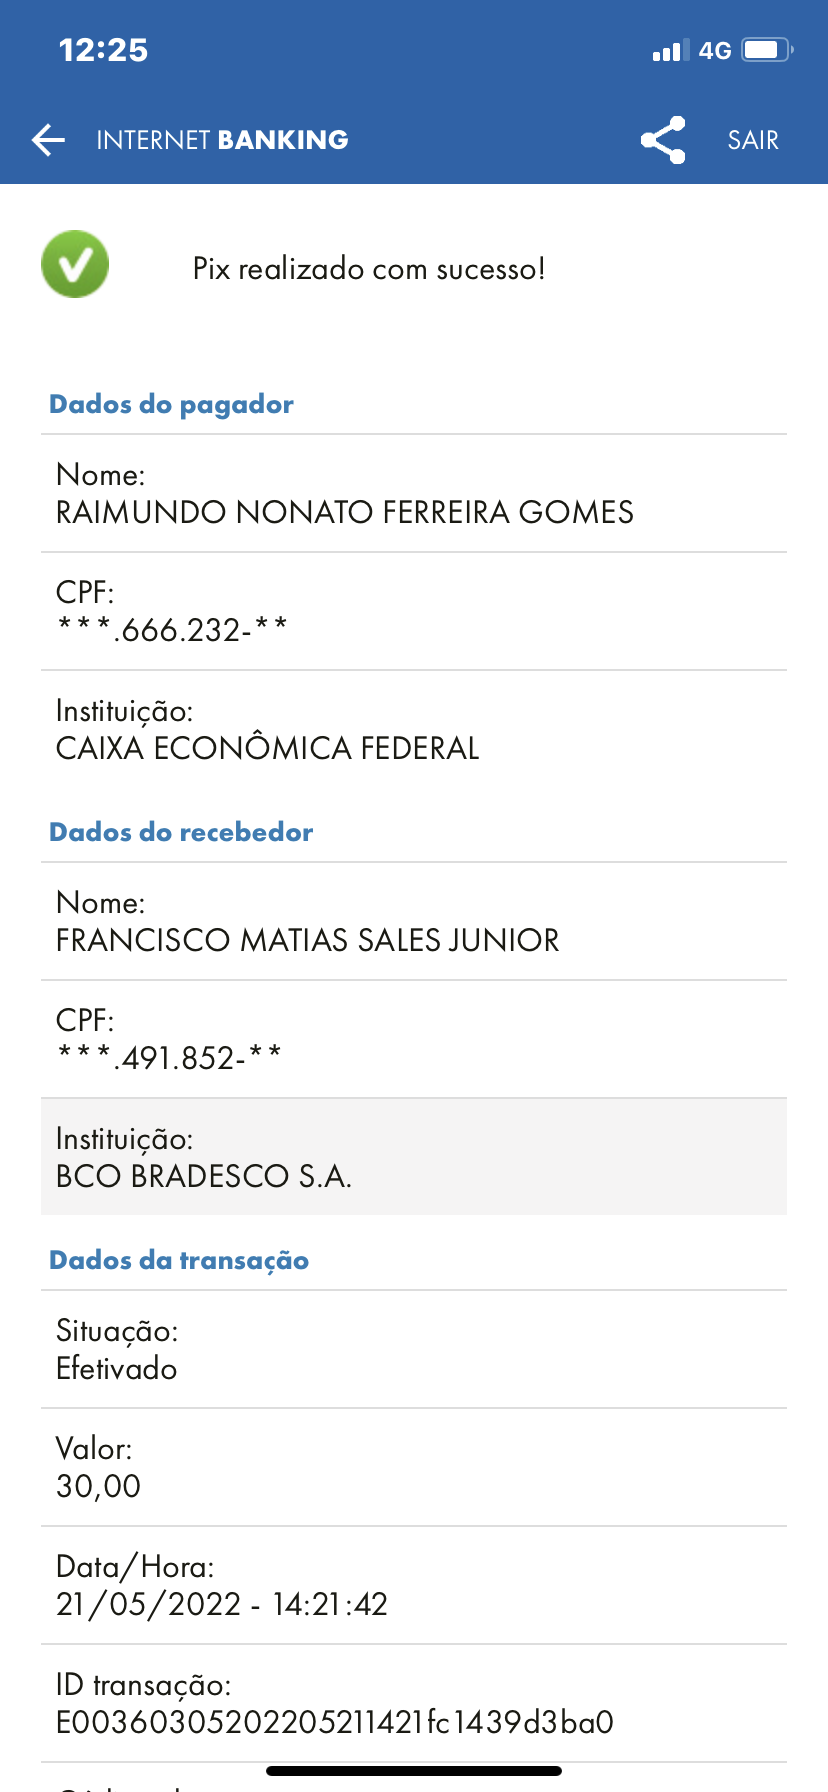 12:25
4G
INTERNET BANKING
SAIR
Pix realizado com sucesso!
Dados do pagador
Nome:
RAIMUNDO NONATO FERREIRA GOMES
CPF:
***.666.232-**
Instituição:
CAIXA ECONÔMICA FEDERAL
Dados do recebedor
Nome:
FRANCISCO MATIAS SALES JUNIOR
CPF:
***.491.852-**
Instituição:
BCO BRADESCO S.A.
Dados da transação
Situação:
Efetivado
Valor:
30,00
Data/Hora:
21/05/2022 - 14:21:42
ID transação:
E00360305202205211421fc1439d3ba0